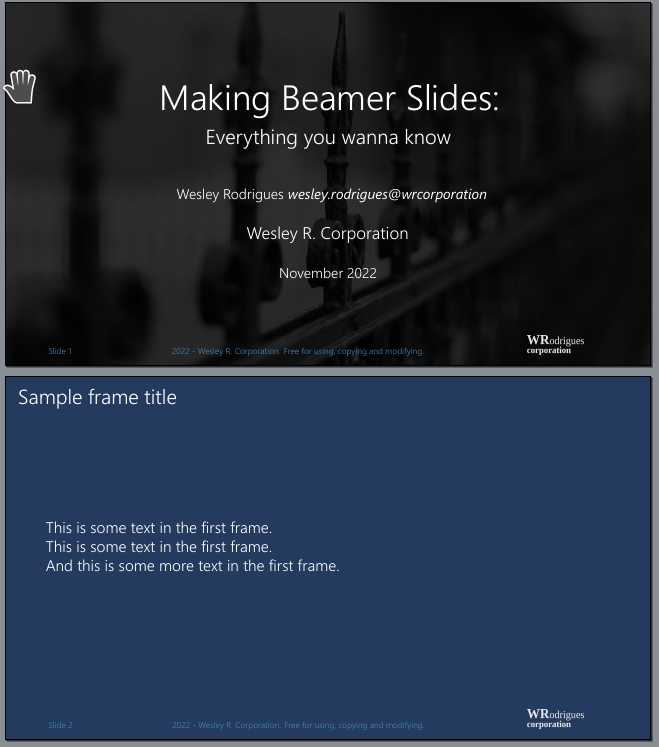 Making Beamer Slides:
Everything you wanna know
Wesley Rodrigues wesley.rodrigues@wrcorporation
Wesley R. Corporation
November 2022
Slide 1
2022 - Wesley R. Corporation. Free for using, copying and modifying.
WRodrigues
corporation
Sample frame title
This is some text in the first frame.
This is some text in the first frame.
And this is some more text in the first frame.
Slide 2
2022 - Wesley R. Corporation. Free for using, copying and modifying.
WRodrigues
corporation